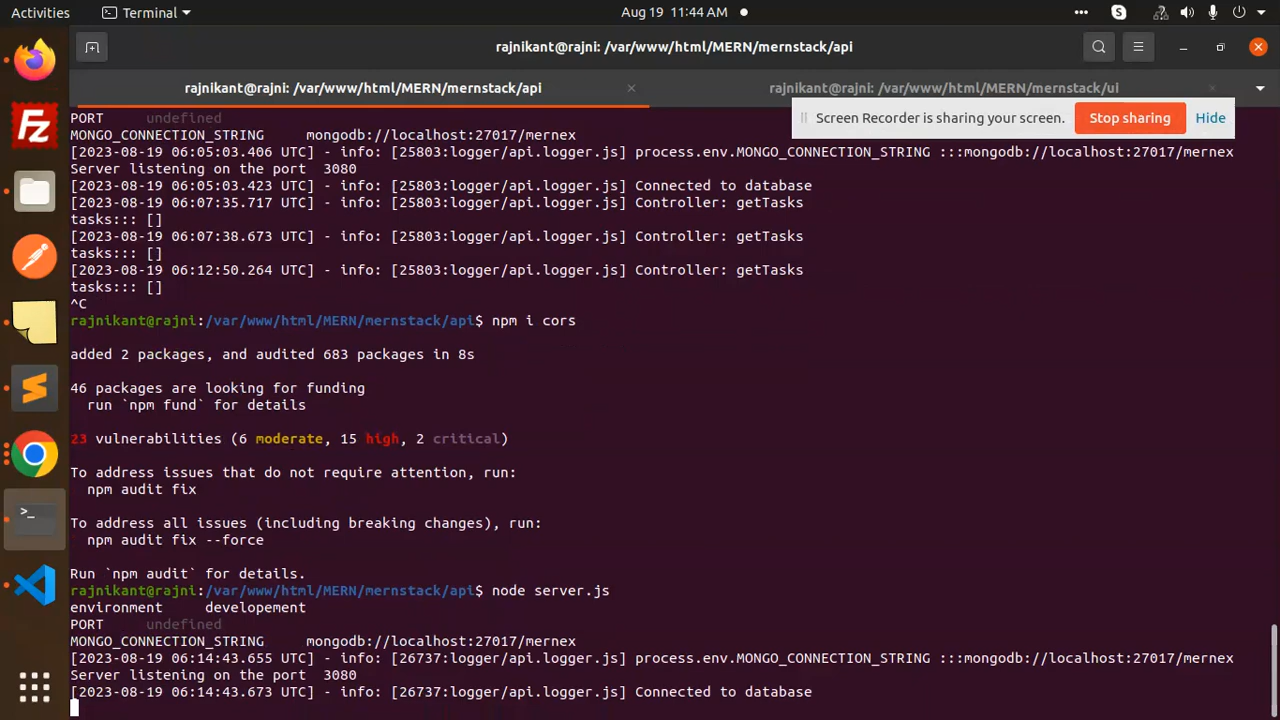 Activities
Terminal
Aug 19 11:44 AM
rajnikant@rajni: /var/www/html/MERN/mernstack/api
rajnikant@rajni: /var/www/html/MERN/mernstack/api
rajnikant@rajni: /var/www/html/MERN/mernstack/ui
Screen Recorder is sharing your screen. Stop sharing Hide
PORT undefined
MONGO_CONNECTION_STRING mongodb://localhost:27017/mernex
[2023-08-19 06:05:03.406 UTC] - info: [25803:logger/api.logger.js] process.env.MONGO_CONNECTION_STRING :::mongodb://localhost:27017/mernex
Server listening on the port 3080
[2023-08-19 06:05:03.423 UTC] - info: [25803:logger/api.logger.js] Connected to database
[2023-08-19 06:07:35.717 UTC] - info: [25803:logger/api.logger.js] Controller: getTasks
tasks::: []
[2023-08-19 06:07:38.673 UTC] - info: [25803:logger/api.logger.js] Controller: getTasks
tasks::: []
[2023-08-19 06:12:50.264 UTC] - info: [25803:logger/api.logger.js] Controller: getTasks
tasks::: []
^C
rajnikant@rajni:/var/www/html/MERN/mernstack/api$ npm i cors
added 2 packages, and audited 683 packages in 8s
46 packages are looking for funding
run `npm fund` for details
23 vulnerabilities (6 moderate, 15 high, 2 critical)
To address issues that do not require attention, run:
npm audit fix
To address all issues (including breaking changes), run:
npm audit fix --force
Run `npm audit` for details.
rajnikant@rajni:/var/www/html/MERN/mernstack/api$ node server.js
environment developement
PORT undefined
MONGO_CONNECTION_STRING mongodb://localhost:27017/mernex
[2023-08-19 06:14:43.655 UTC] - info: [26737:logger/api.logger.js] process.env.MONGO_CONNECTION_STRING :::mongodb://localhost:27017/mernex
Server listening on the port 3080
[2023-08-19 06:14:43.673 UTC] - info: [26737:logger/api.logger.js] Connected to database